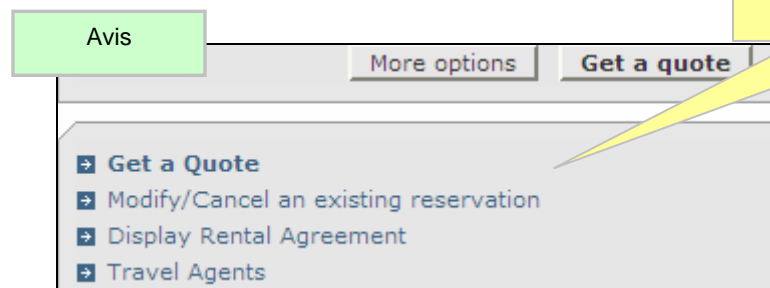 Avis
More options Get a quote
Get a Quote
Modify/Cancel an existing reservation
Display Rental Agreement
Travel Agents